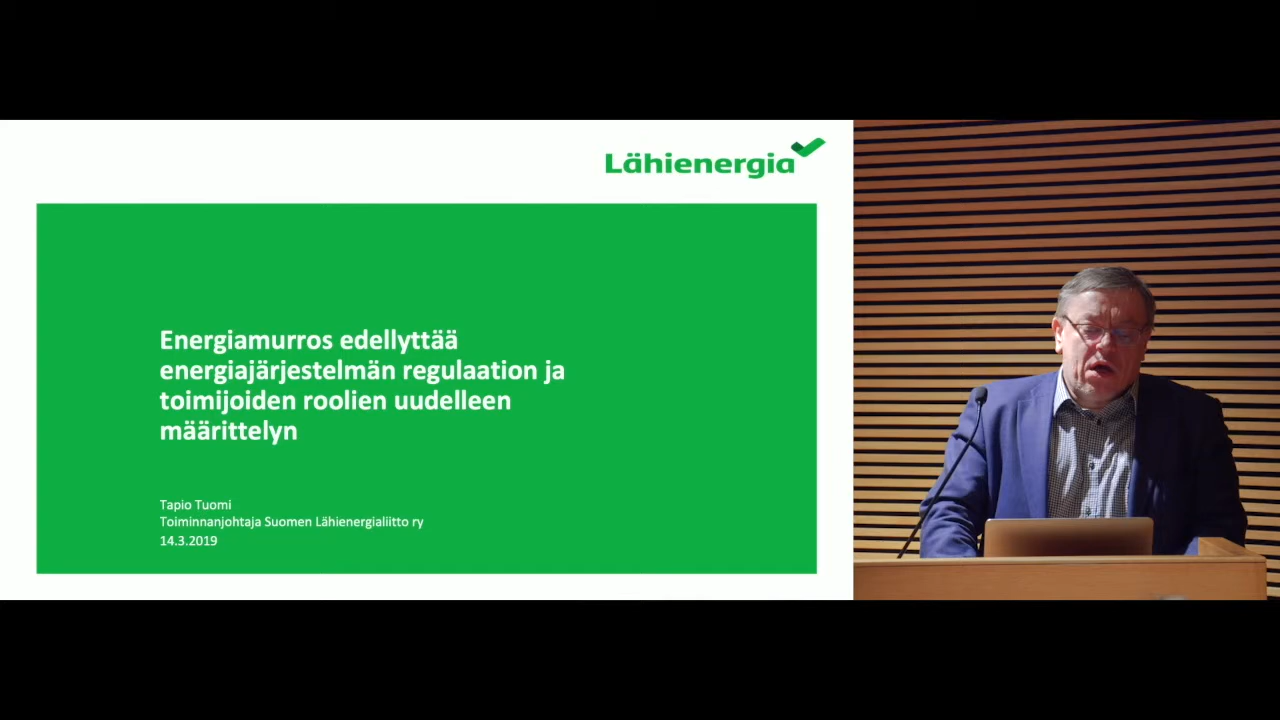 Lähienergia
Energiamurros edellyttää
energiajärjestelmän regulaation ja
toimijoiden roolien uudelleen
määrittelyn
Tapio Tuomi
Toiminnanjohtaja Suomen Lähienergialiitto ry
14.3.2019